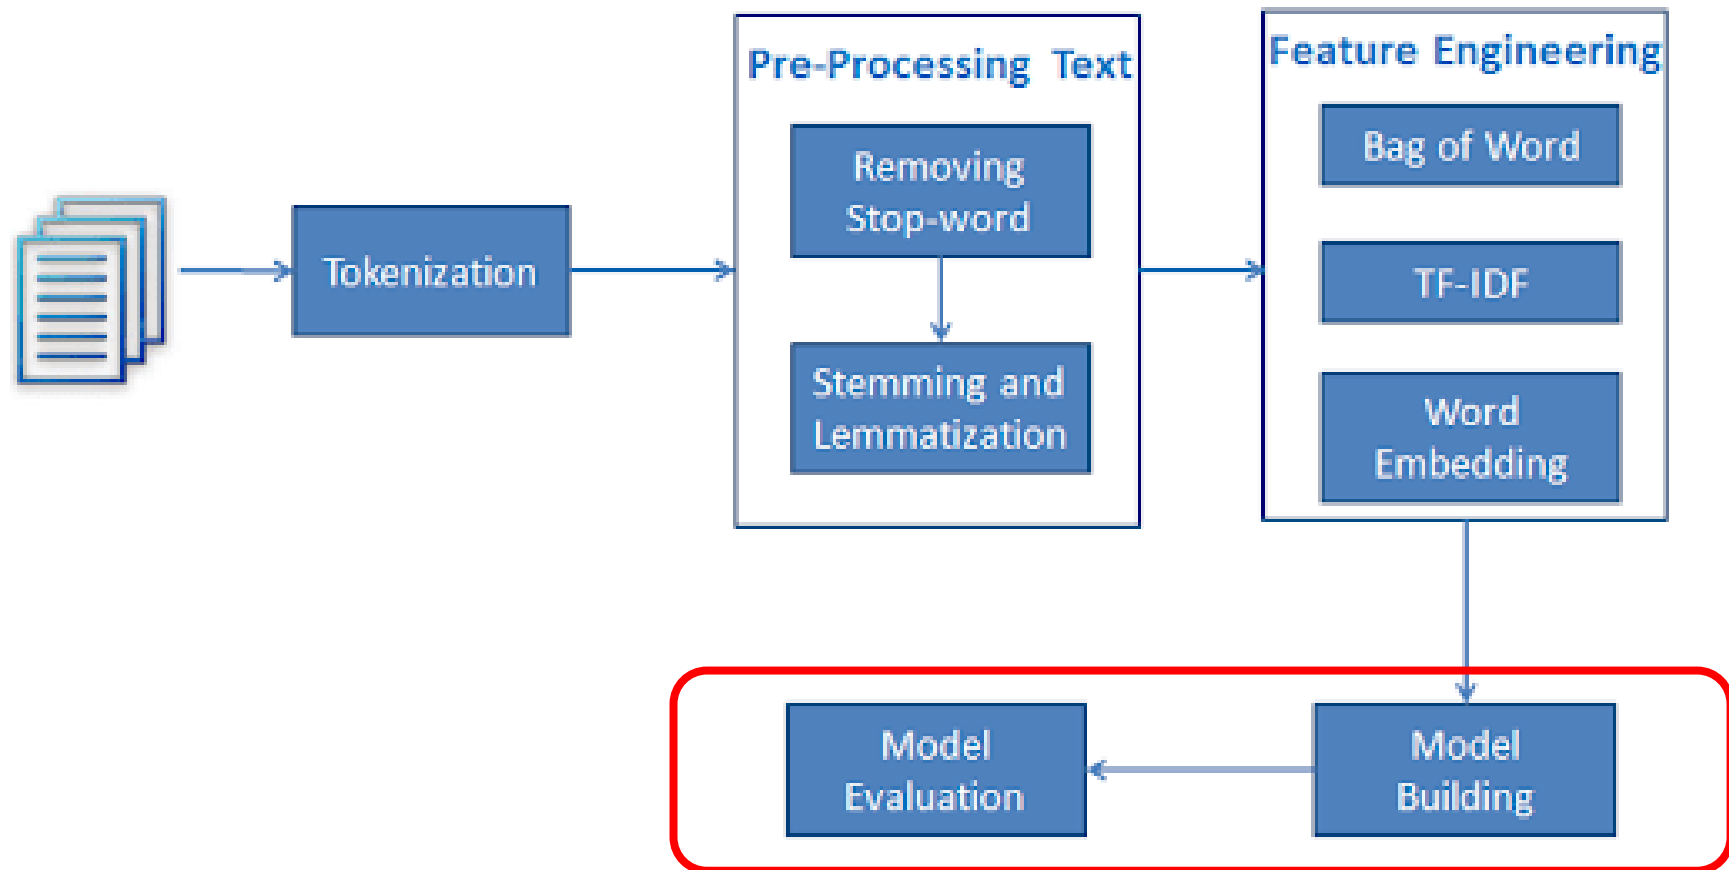 Tokenization
Pre-Processing Text
Removing
Stop-word
Stemming and
Lemmatization
Feature Engineering
Bag of Word
TF-IDF
Word
Embedding
Model
Building
Model
Evaluation